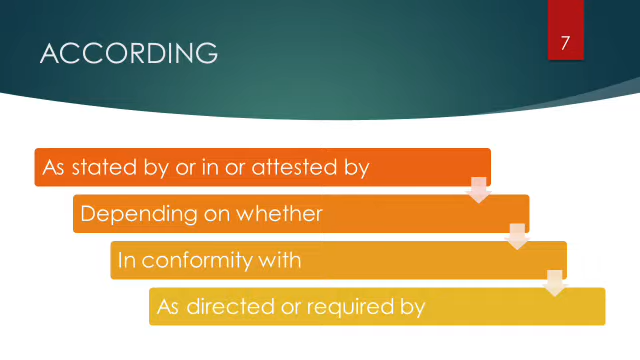 ACCORDING
7
As stated by or in or attested by
Depending on whether
In conformity with
As directed or required by